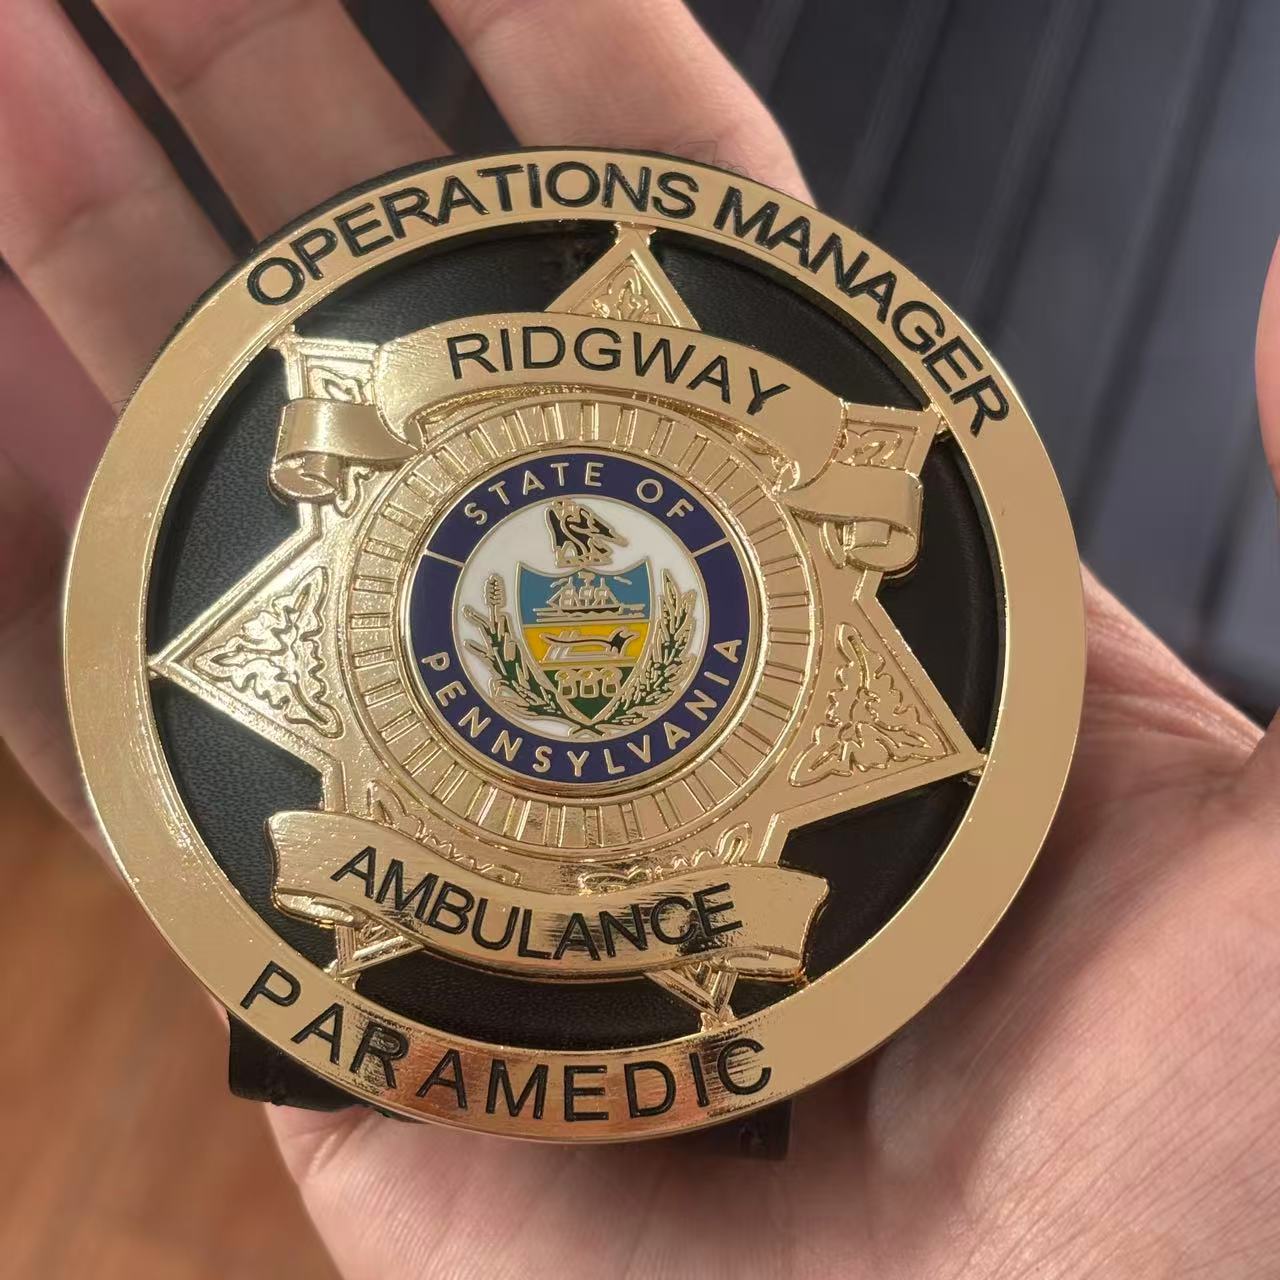 OPERATIONS MANAGER
RIDGWAY
STATE OF
PENNSYLVANIA
AMBULANCE
PARAMEDIC